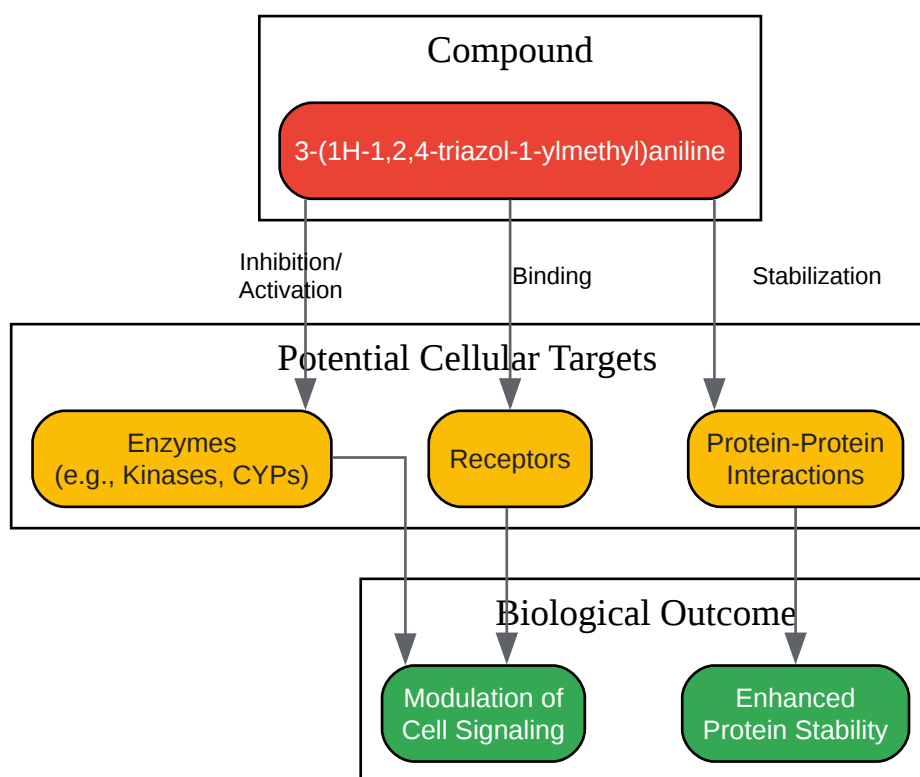 Compound
3-(1H-1,2,4-triazol-1-ylmethyl)aniline
Inhibition/
Activation
Binding
Stabilization
Potential Cellular Targets
Enzymes
(e.g., Kinases, CYPs)
Receptors
Protein-Protein
Interactions
Biological Outcome
Modulation of
Cell Signaling
Enhanced
Protein Stability